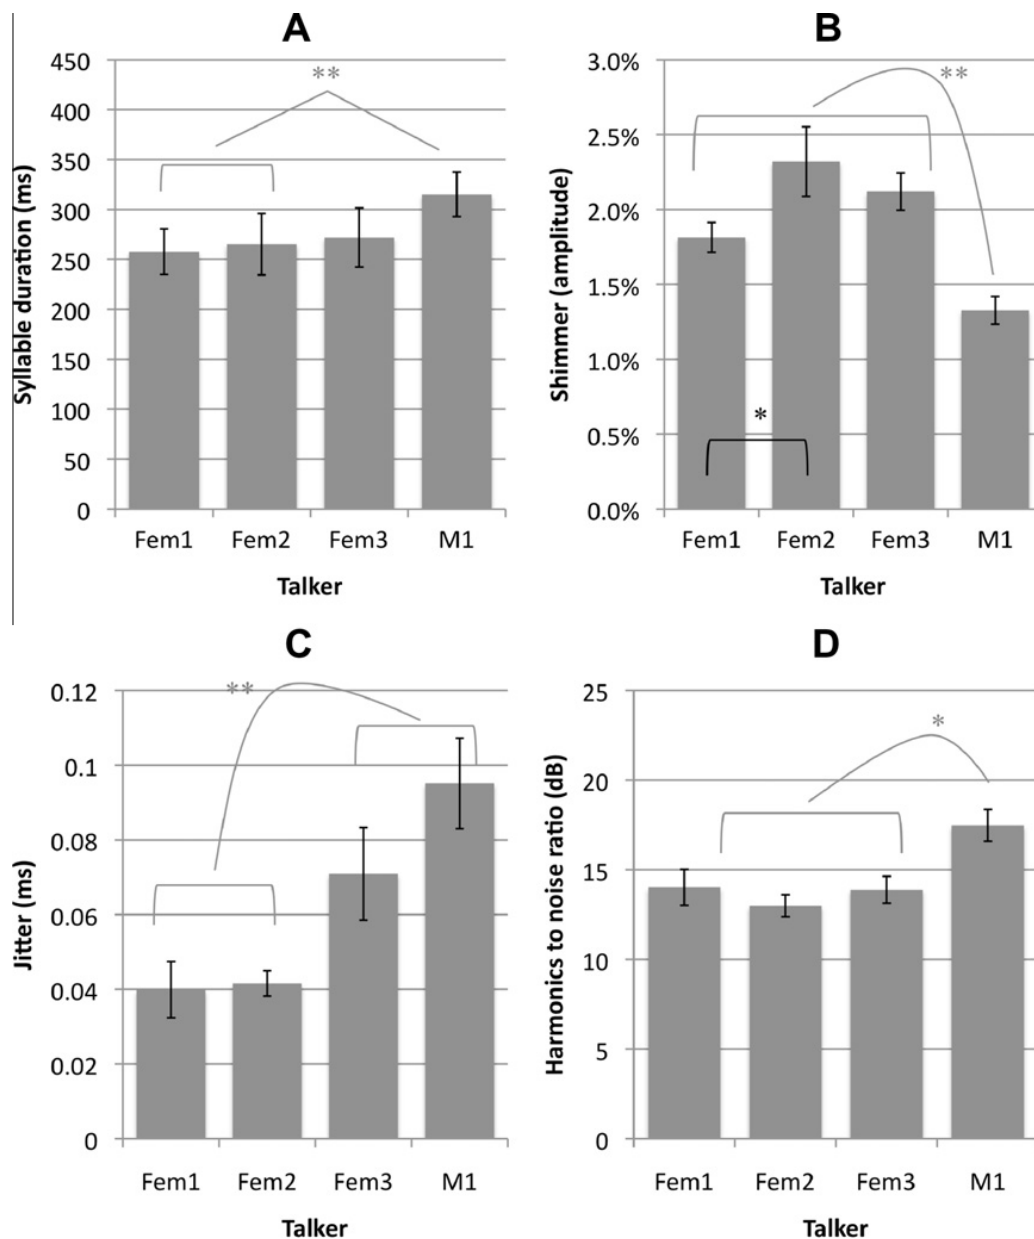 A
450
400
350
300
250
200
150
100
50
0
Syllable duration (ms)
**
Fem1 Fem2 Fem3 M1
Talker
B
3.0%
2.5%
2.0%
1.5%
1.0%
0.5%
0.0%
Shimmer (amplitude)
**
*
Fem1 Fem2 Fem3 M1
Talker
C
0.12
0.1
0.08
0.06
0.04
0.02
0
Jitter (ms)
**
Fem1 Fem2 Fem3 M1
Talker
D
25
20
15
10
5
0
Harmonics to noise ratio (dB)
*
Fem1 Fem2 Fem3 M1
Talker